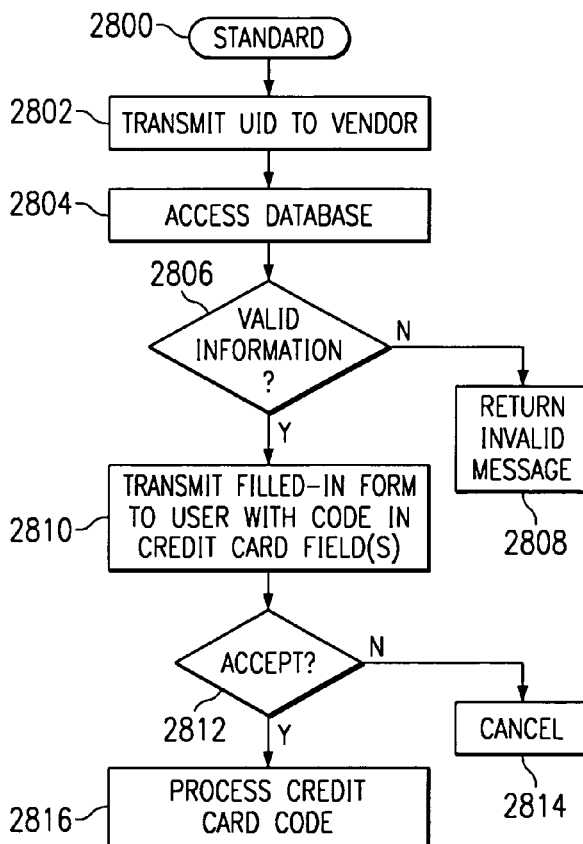 2800
STANDARD
2802
TRANSMIT UID TO VENDOR
2804
ACCESS DATABASE
2806
VALID
INFORMATION
?
N
Y
RETURN
INVALID
MESSAGE
2808
2810
TRANSMIT FILLED-IN FORM
TO USER WITH CODE IN
CREDIT CARD FIELD(S)
ACCEPT?
N
2812
Y
CANCEL
2814
2816
PROCESS CREDIT
CARD CODE